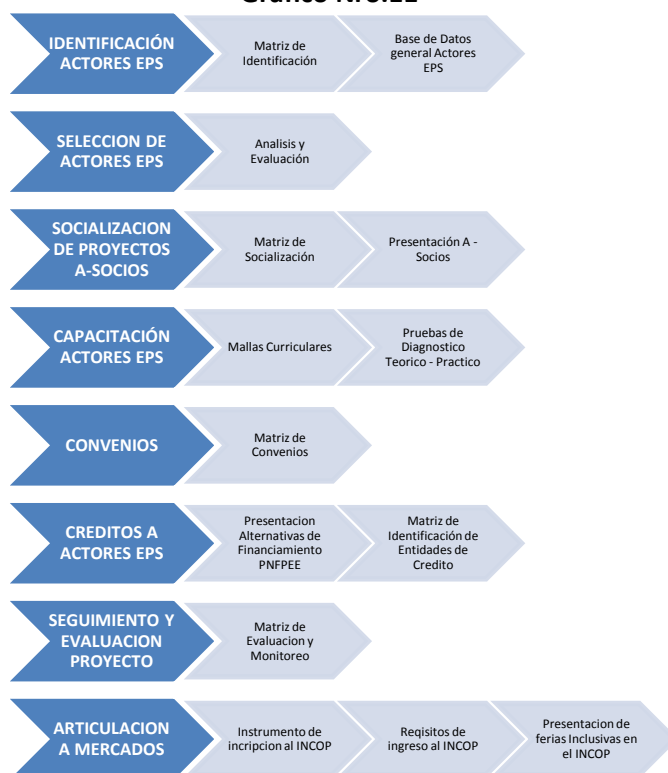 Gráfico Nro.11
IDENTIFICACIÓN
ACTORES EPS
Matriz de
Identificación
Base de Datos
general Actores
EPS
SELECCION DE
ACTORES EPS
Analisis y
Evaluación
SOCIALIZACION
DE PROYECTOS
A-SOCIOS
Matriz de
Socialización
Presentación A -
Socios
CAPACITACIÓN
ACTORES EPS
Mallas Curriculares
Pruebas de
Diagnostico
Teorico - Practico
CONVENIOS
Matriz de
Convenios
CREDITOS A
ACTORES EPS
Presentacion
Alternativas de
Financiamiento
PNFPEE
Matriz de
Identificación de
Entidades de
Credito
SEGUIMIENTO Y
EVALUACION
PROYECTO
Matriz de
Evaluacion y
Monitoreo
ARTICULACION
A MERCADOS
Instrumento de
incripcion al INCOP
Reqisitos de
ingreso al INCOP
Presentacion de
ferias Inclusivas en
el INCOP